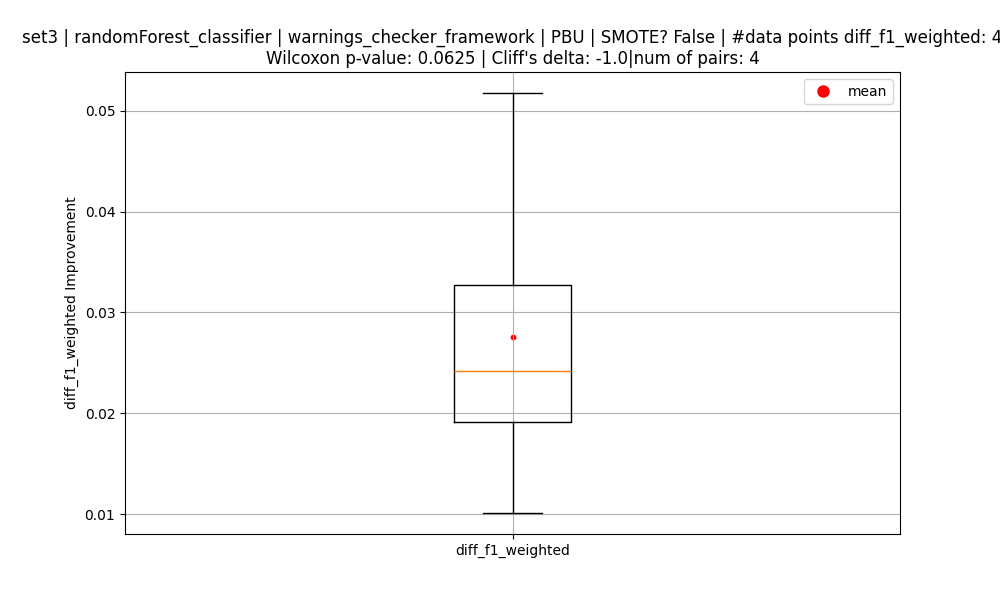 set3 | randomForest_classifier | warnings_checker_framework | PBU | SMOTE? False | #data points diff_f1_weighted: 4
Wilcoxon p-value: 0.0625 | Cliff's delta: -1.0|num of pairs: 4
mean
0.05
0.04
0.03
0.02
0.01
diff_f1_weighted Improvement
diff_f1_weighted